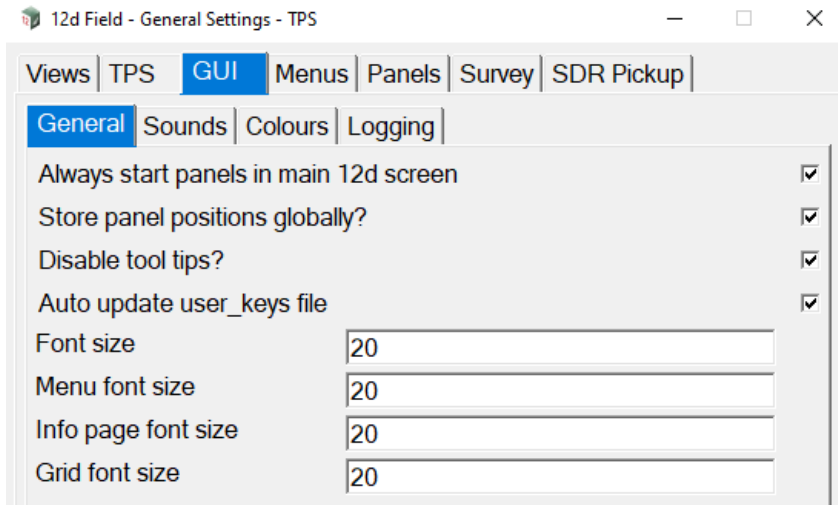 12d Field - General Settings - TPS
Views TPS GUI Menus Panels Survey SDR Pickup
General Sounds Colours Logging
Always start panels in main 12d screen
Store panel positions globally?
Disable tool tips?
Auto update user_keys file
Font size 20
Menu font size 20
Info page font size 20
Grid font size 20